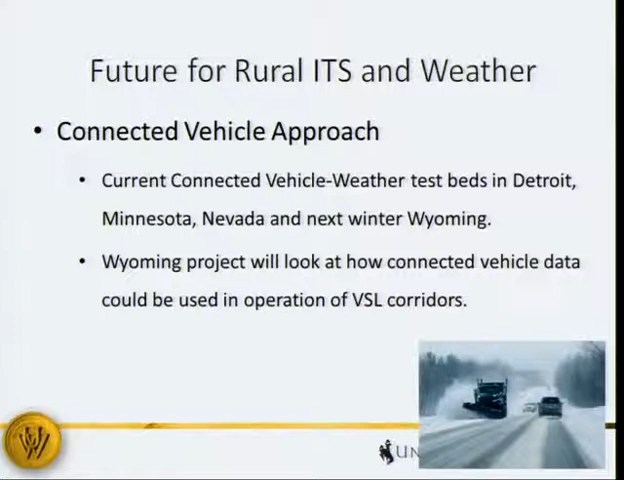 Future for Rural ITS and Weather
• Connected Vehicle Approach
• Current Connected Vehicle-Weather test beds in Detroit,
Minnesota, Nevada and next winter Wyoming.
• Wyoming project will look at how connected vehicle data
could be used in operation of VSL corridors.
W
UN